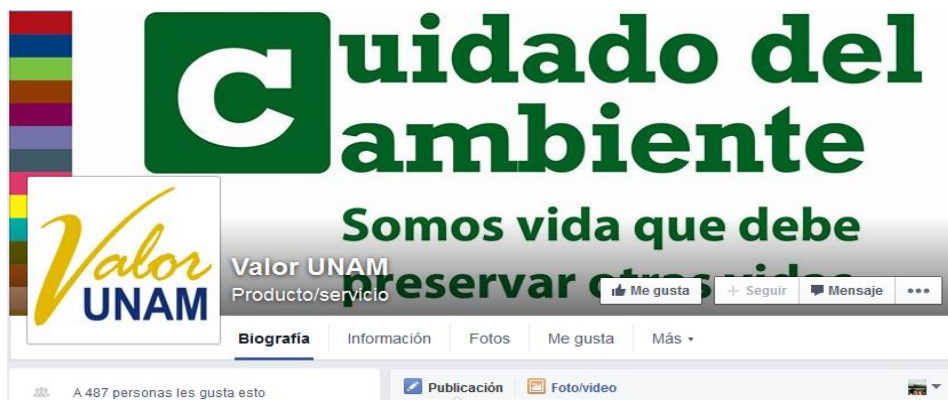 Cuidado del
ambiente
Somos vida que debe
preservar otras vidas
Valor
UNAM
Valor UNAM
Producto/servicio
Me gusta
+ Seguir
Mensaje
Biografía
Información
Fotos
Me gusta
Más
A 487 personas les gusta esto
Publicación
Foto/video